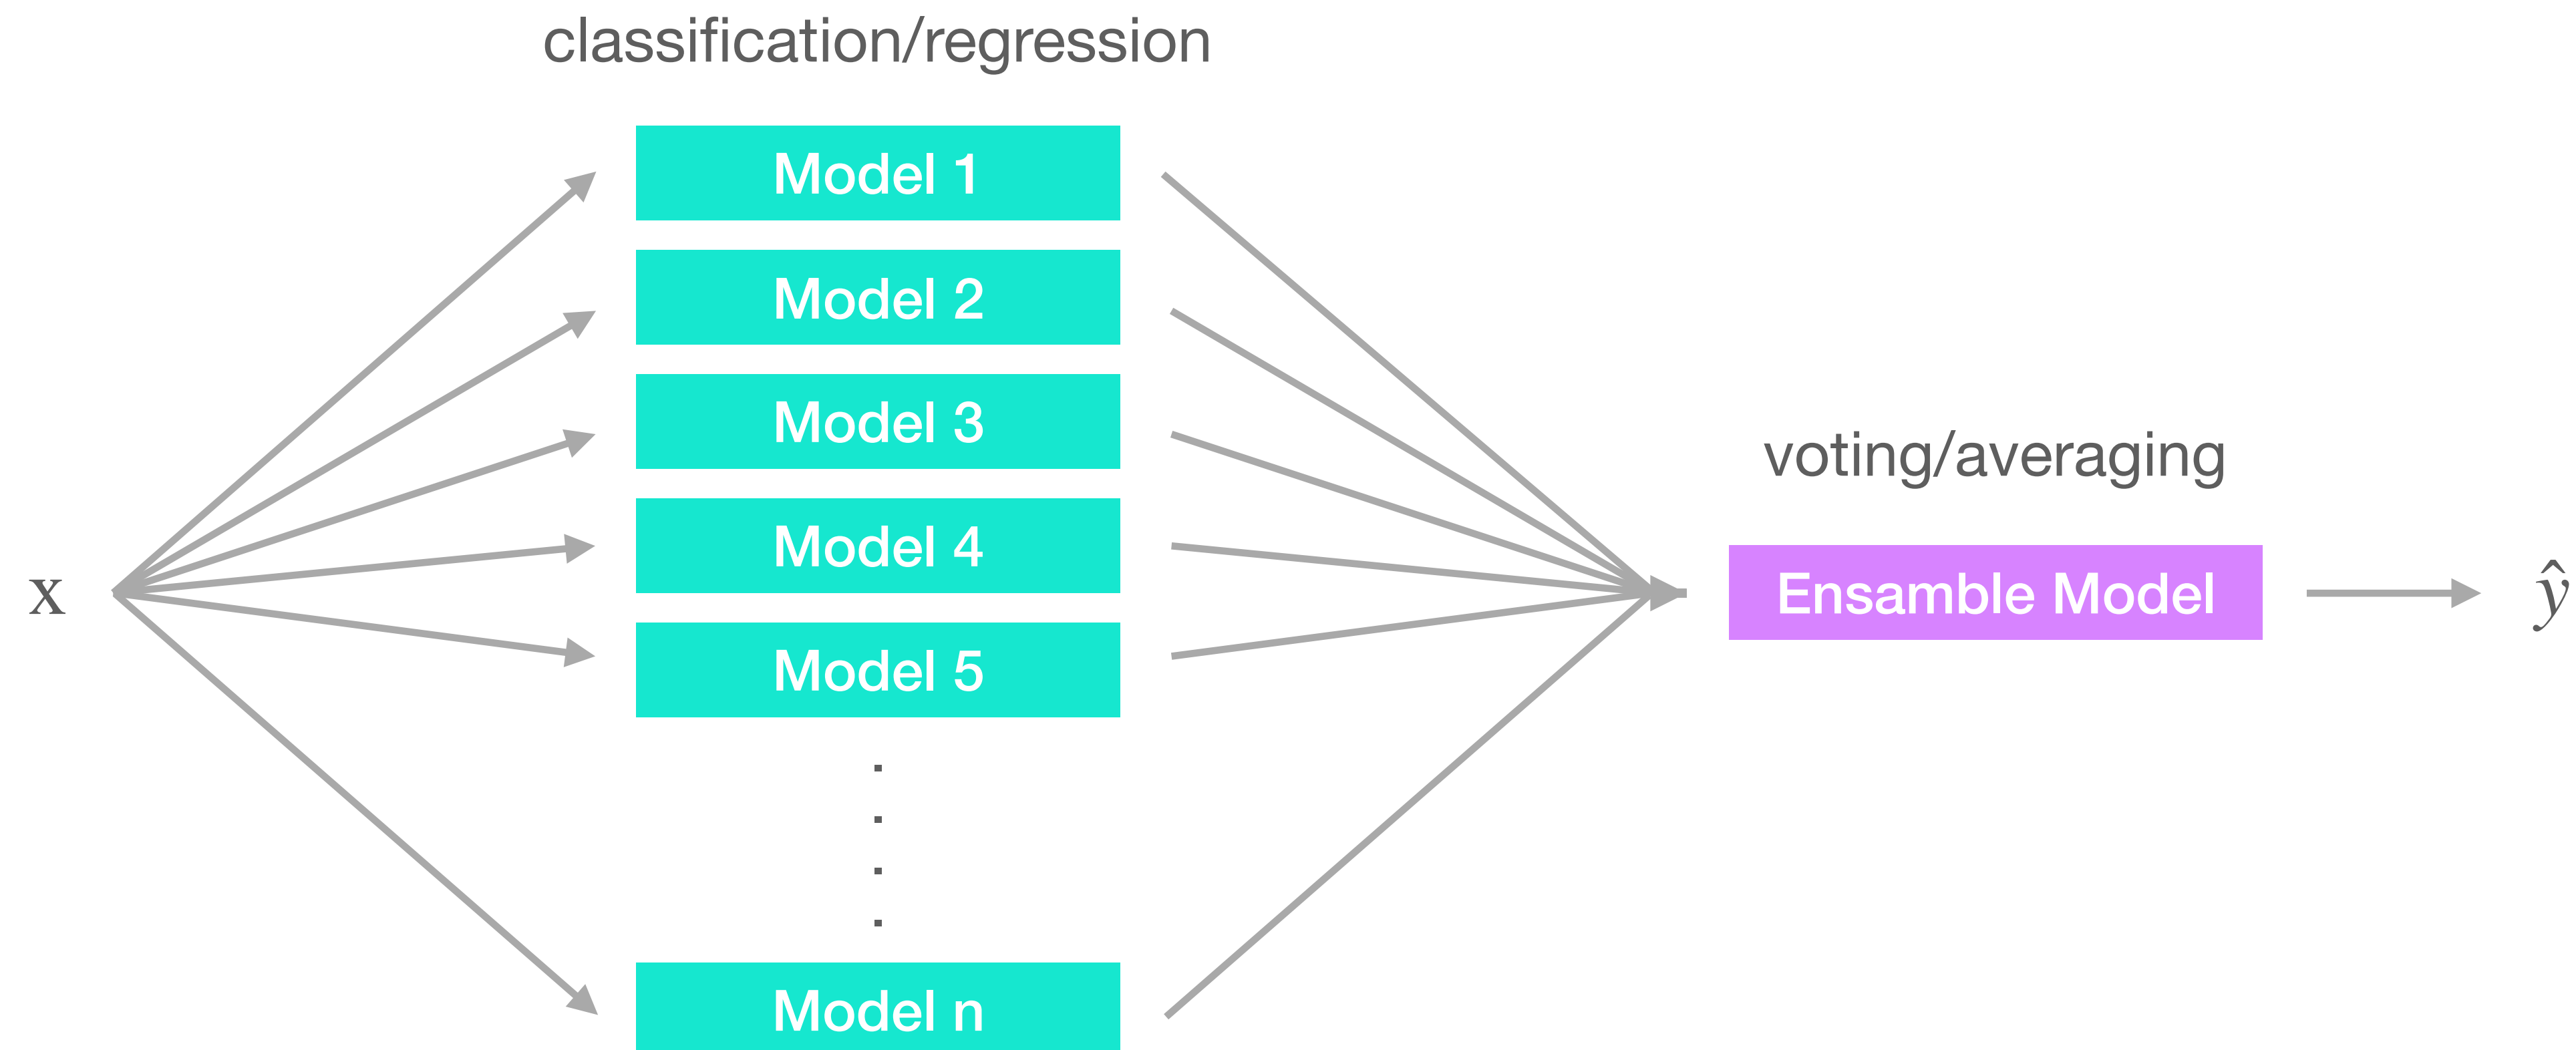 classification/regression
Model 1
Model 2
Model 3
Model 4
Model 5
.
.
.
.
Model n
x
voting/averaging
Ensamble Model
ŷ